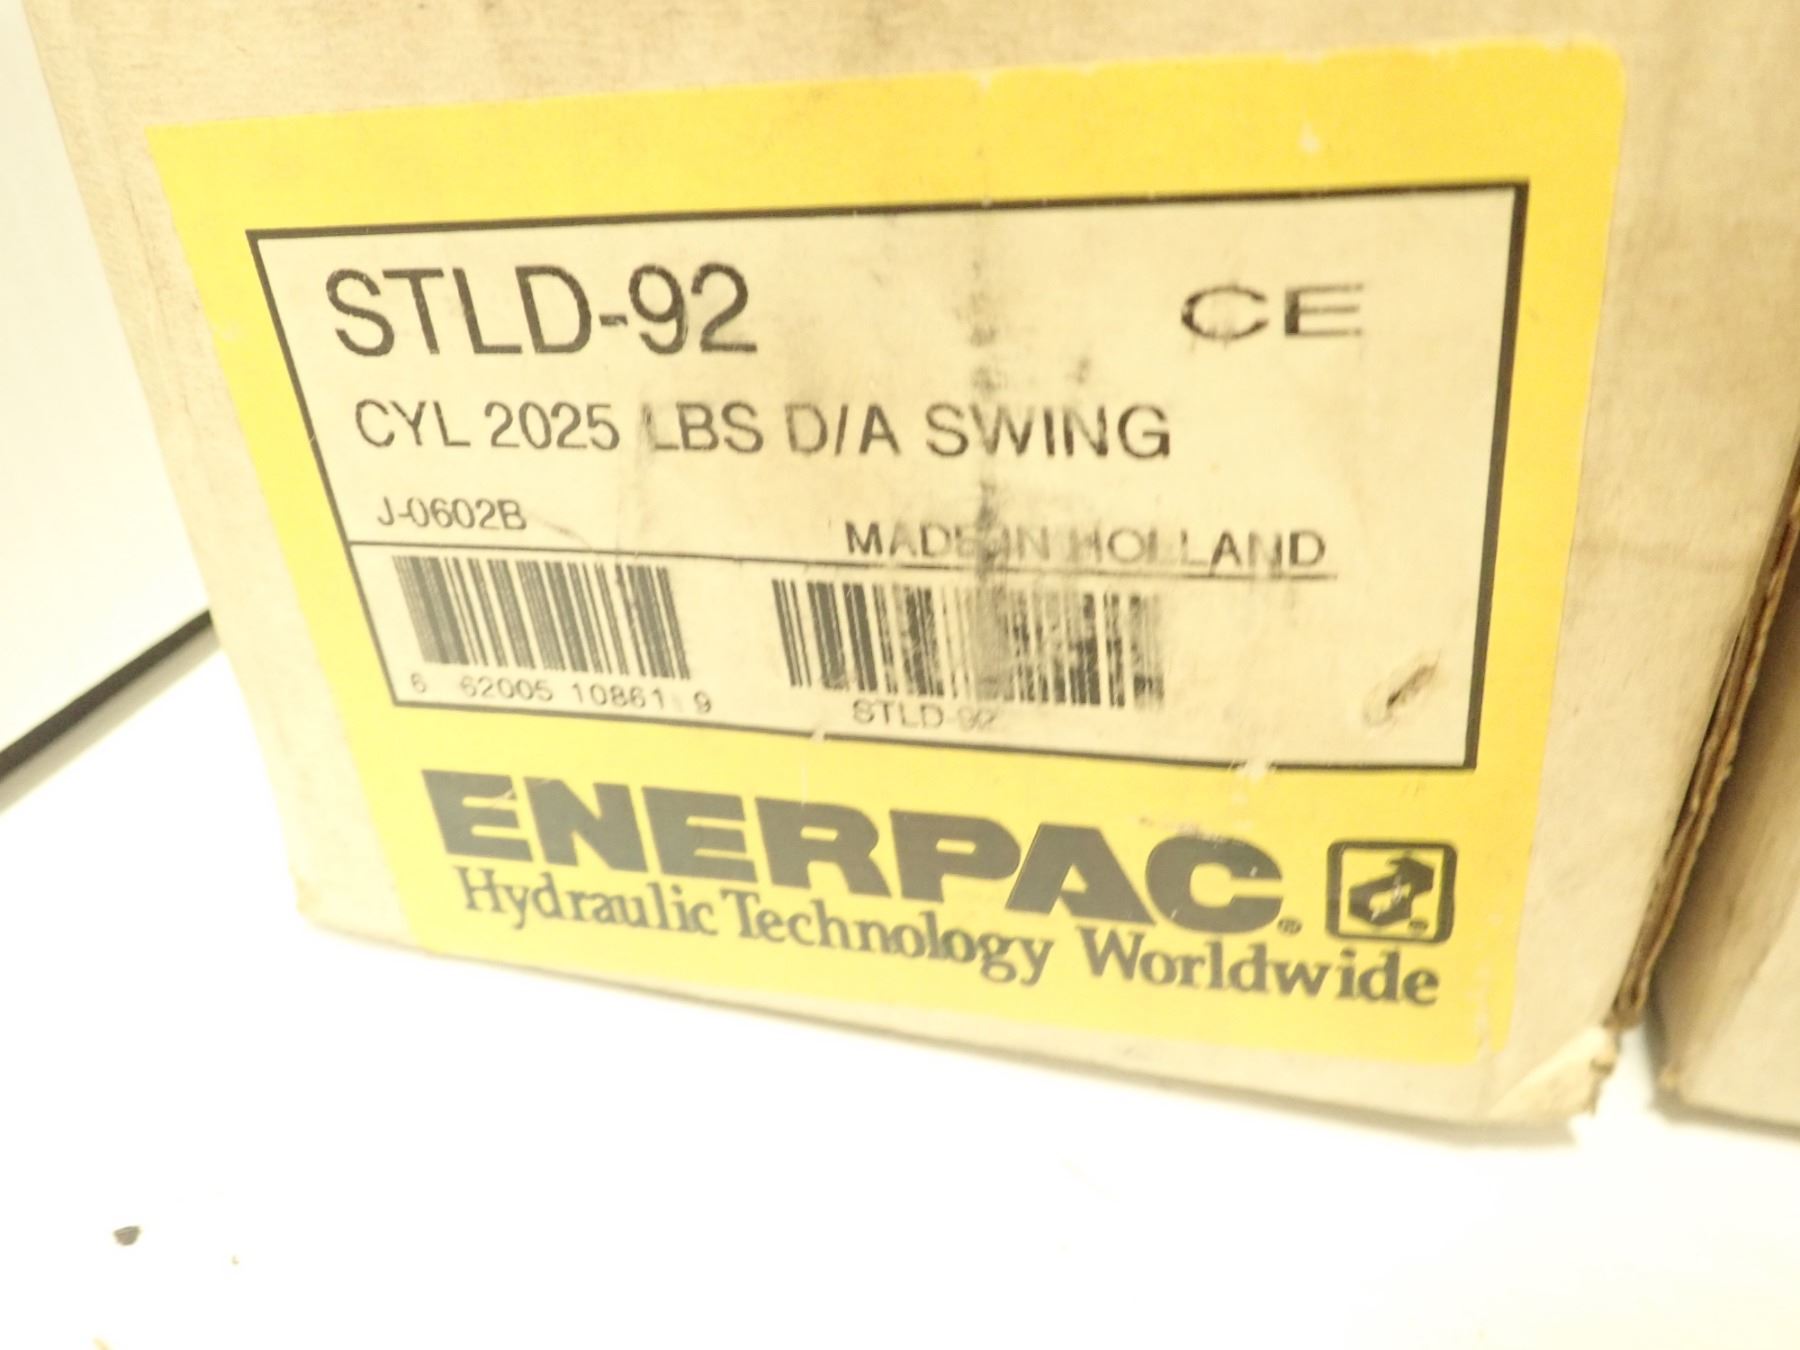 STLD-92
CE
CYL 2025 LBS D/A SWING
J-0602B
MADE IN HOLLAND
6 62005 10861 9
STLD-92
ENERPAC®
Hydraulic Technology Worldwide